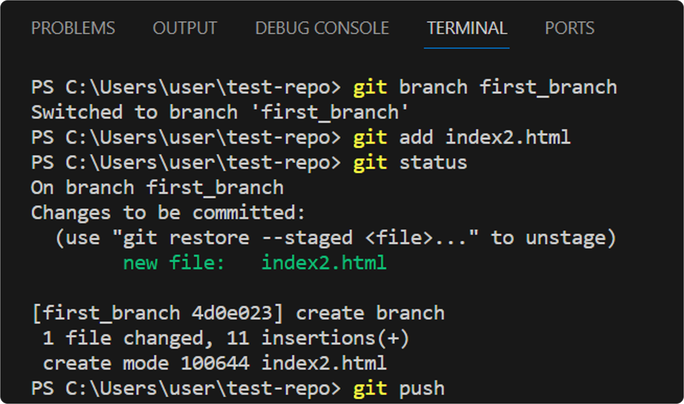 PROBLEMS OUTPUT DEBUG CONSOLE TERMINAL PORTS
PS C:\Users\user\test-repo> git branch first_branch
Switched to branch 'first_branch'
PS C:\Users\user\test-repo> git add index2.html
PS C:\Users\user\test-repo> git status
On branch first_branch
Changes to be committed:
  (use "git restore --staged <file>..." to unstage)
        new file:   index2.html

[first_branch 4d0e023] create branch
 1 file changed, 11 insertions(+)
 create mode 100644 index2.html
PS C:\Users\user\test-repo> git push